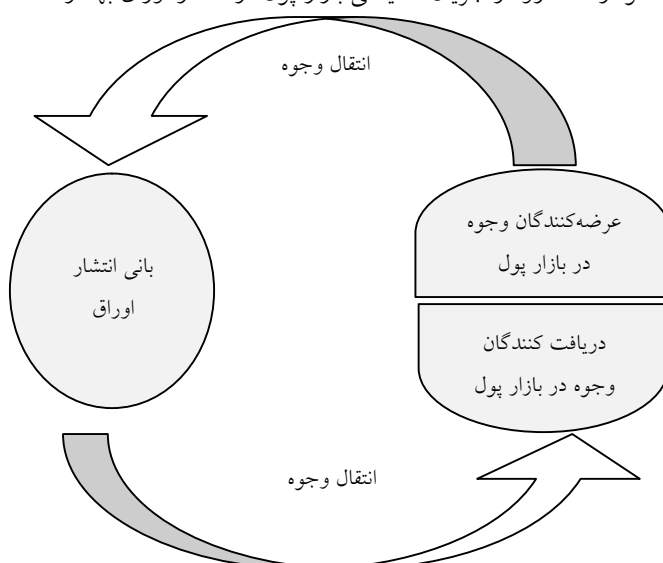 انتقال وجوه
عرضه‌کنندگان وجوه
در بازار پول
بانی انتشار
اوراق
دریافت کنندگان
وجوه در بازار پول
انتقال وجوه